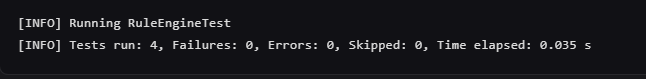 [INFO] Running RuleEngineTest
[INFO] Tests run: 4, Failures: 0, Errors: 0, Skipped: 0, Time elapsed: 0.035 s